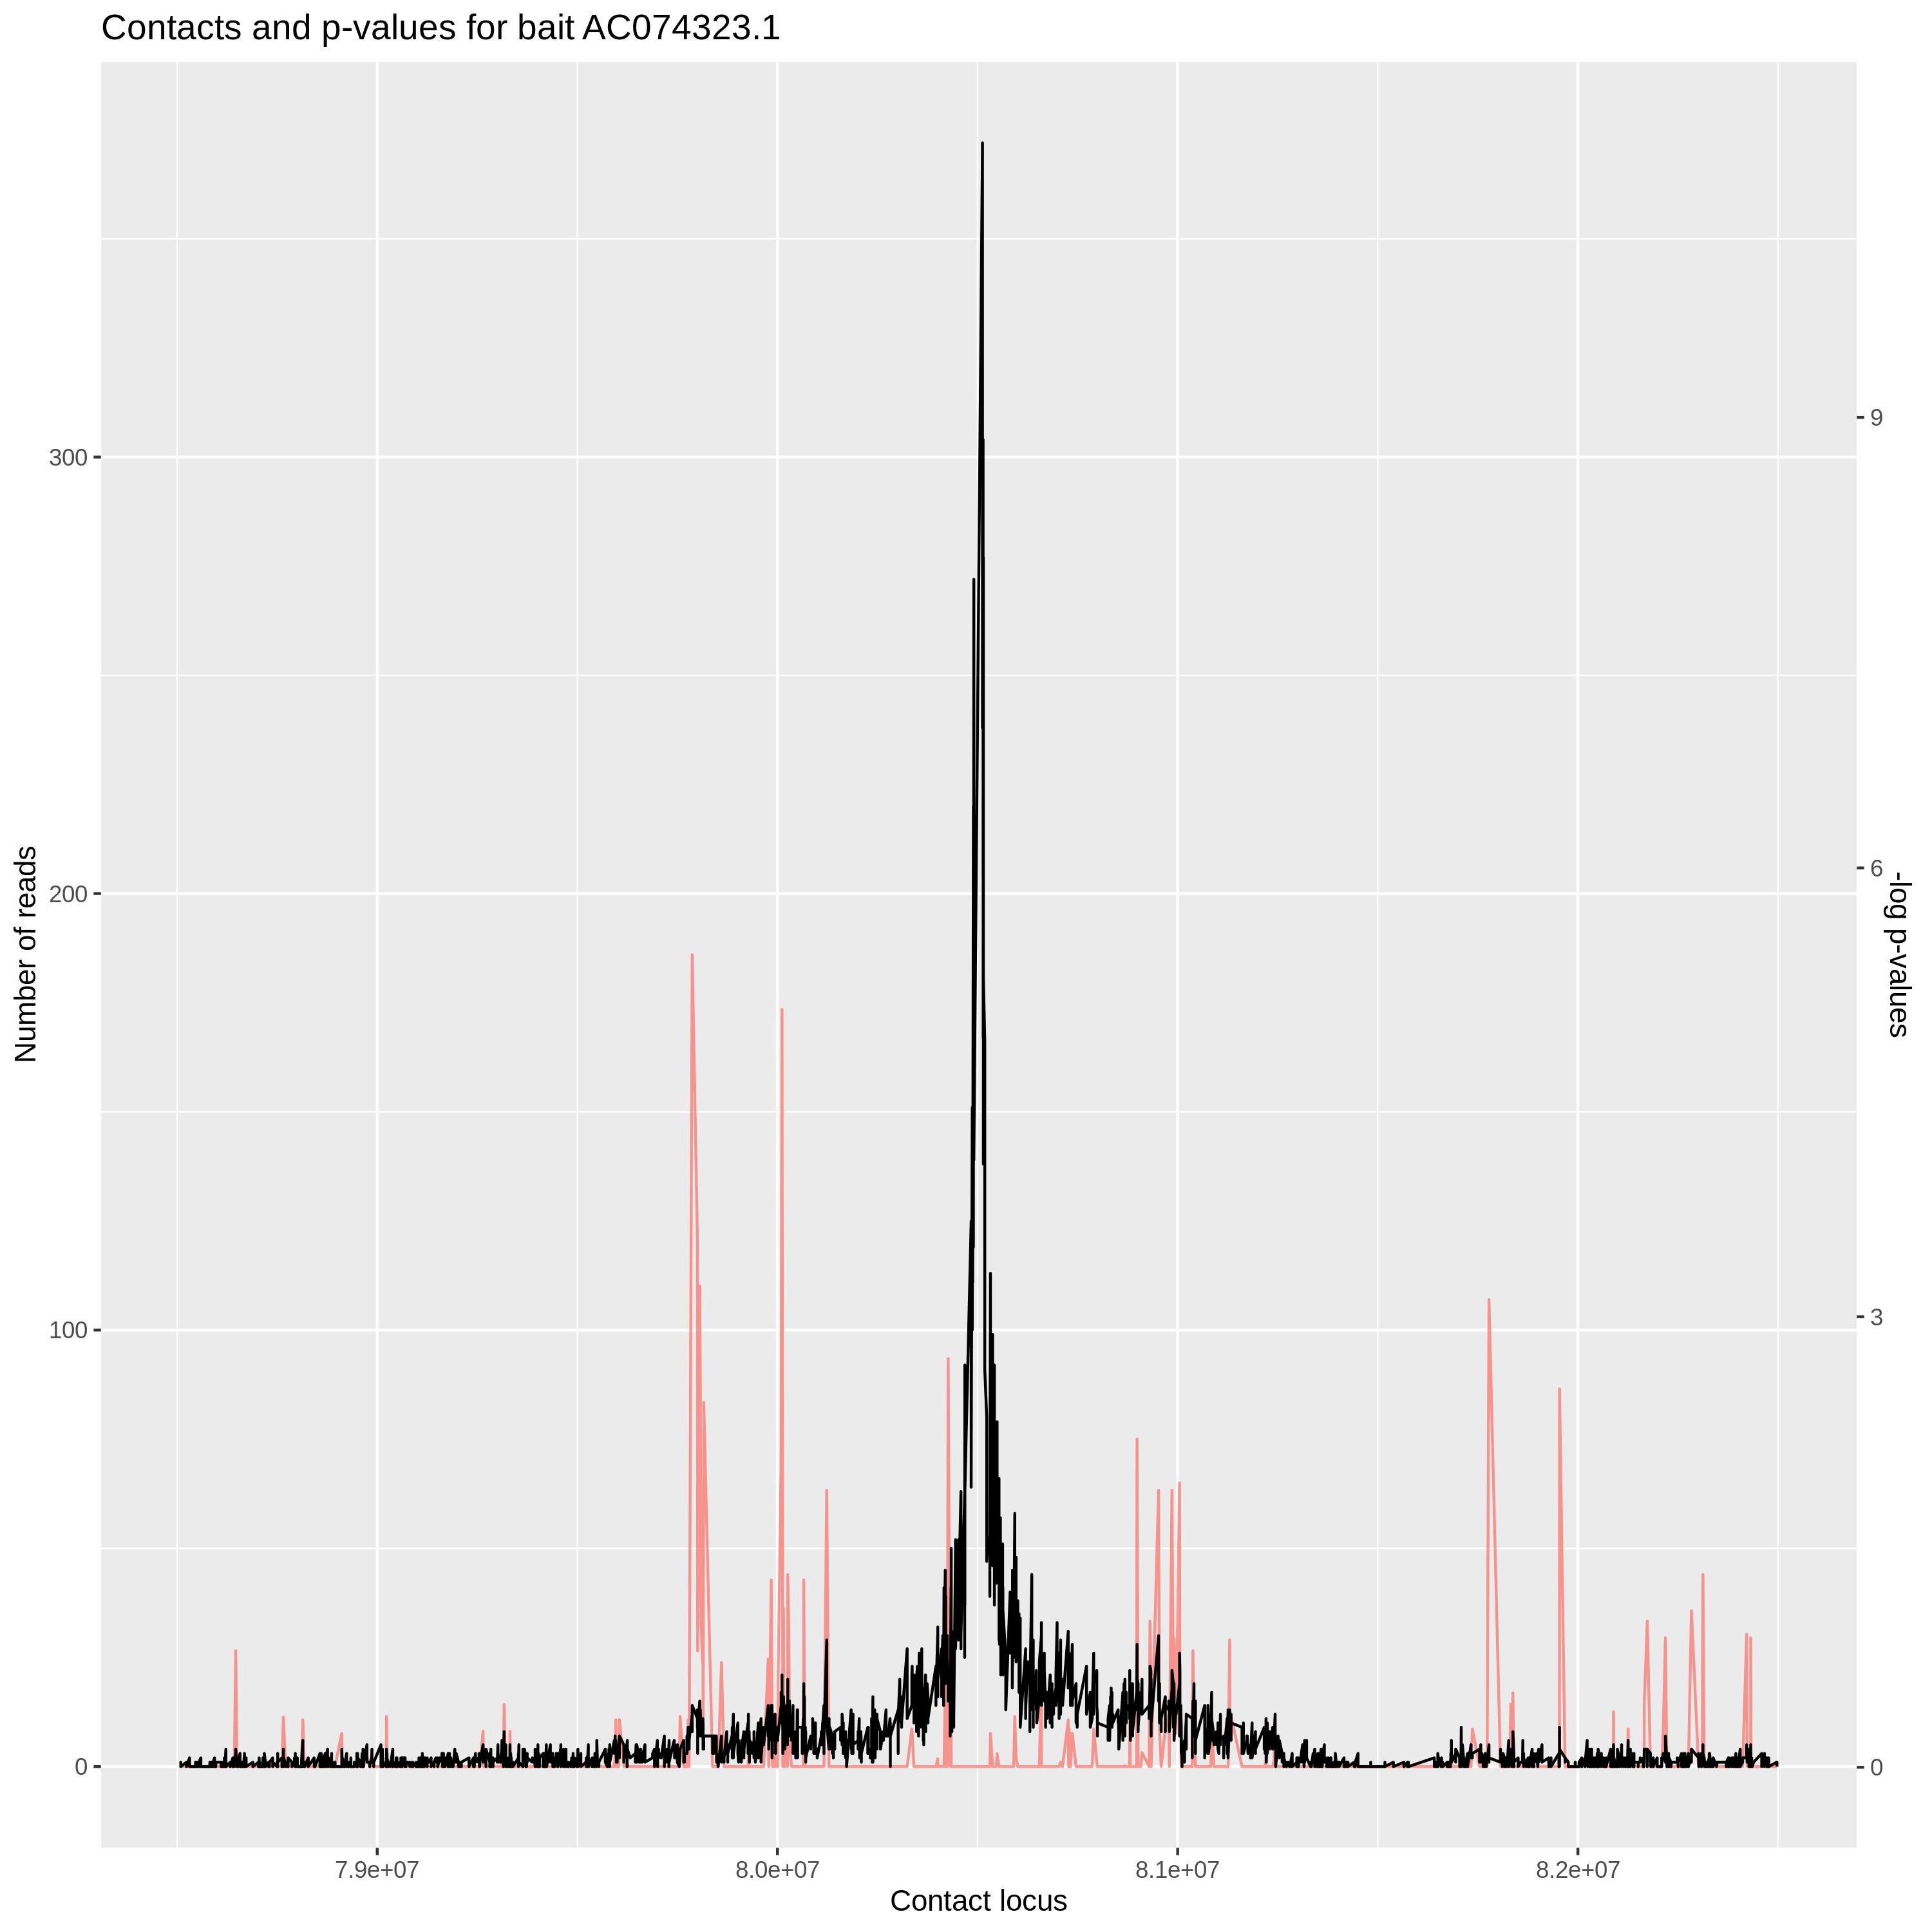 Contacts and p-values for bait AC074323.1
Number of reads
300
200
100
0
9
6
3
0
-log p-values
7.9e+07
8.0e+07
8.1e+07
8.2e+07
Contact locus